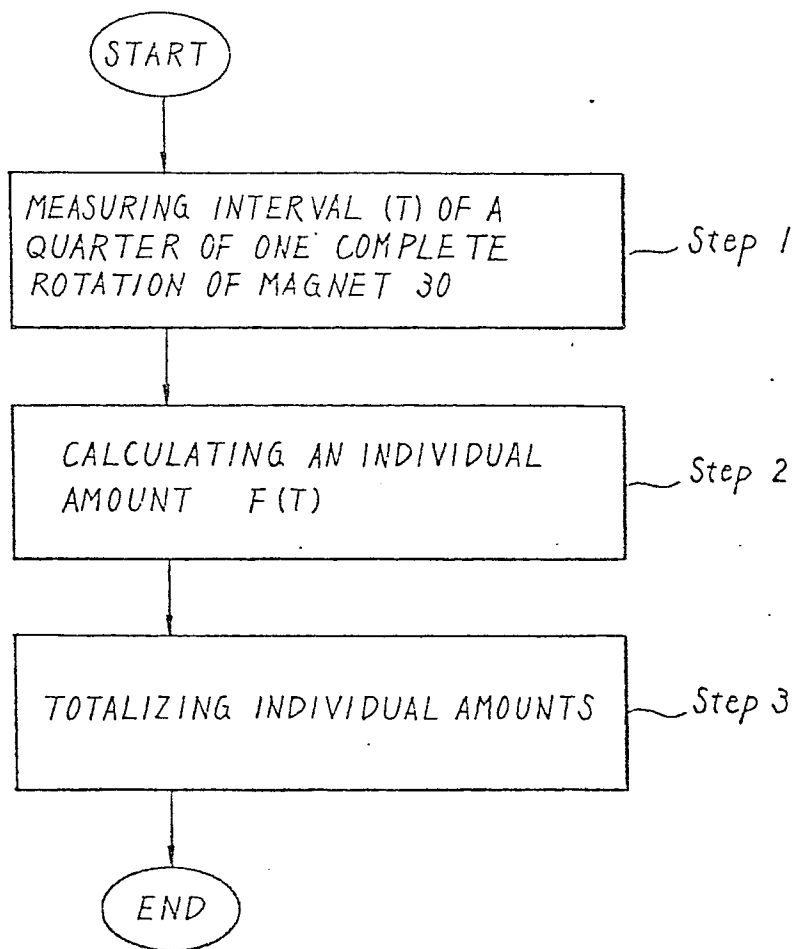 START
MEASURING INTERVAL (T) OF A
QUARTER OF ONE COMPLETE
ROTATION OF MAGNET 30
Step 1
CALCULATING AN INDIVIDUAL
AMOUNT F(T)
Step 2
TOTALIZING INDIVIDUAL AMOUNTS
Step 3
END